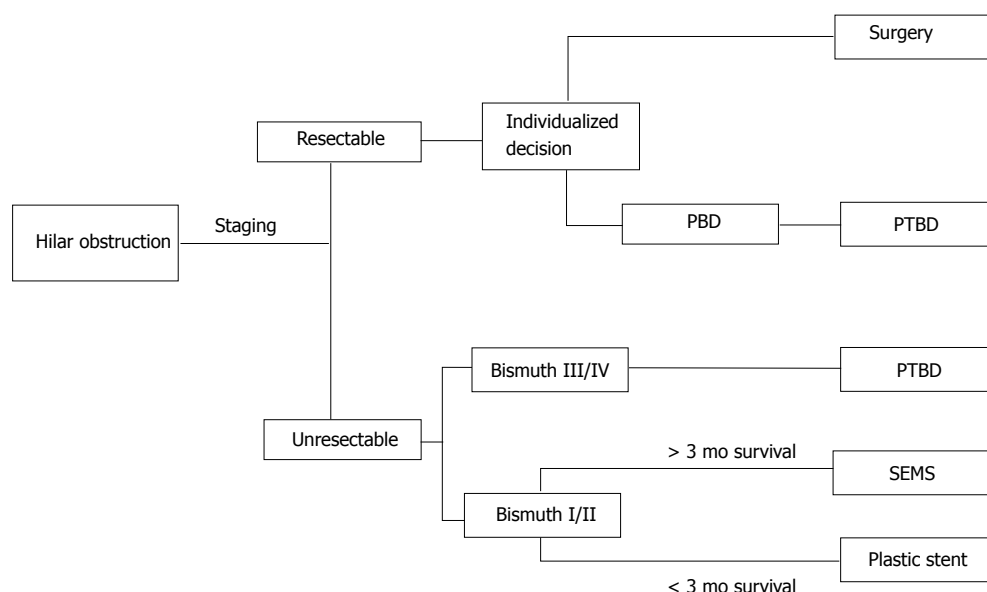 Surgery
Individualized
decision
Resectable
PBD
PTBD
Staging
Hilar obstruction
Bismuth III/IV
PTBD
Unresectable
> 3 mo survival
SEMS
Bismuth I/II
Plastic stent
< 3 mo survival